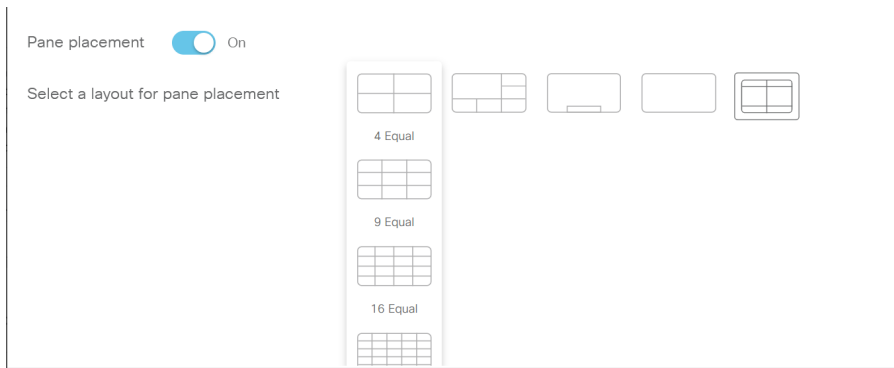 Pane placement On
Select a layout for pane placement
4 Equal
9 Equal
16 Equal